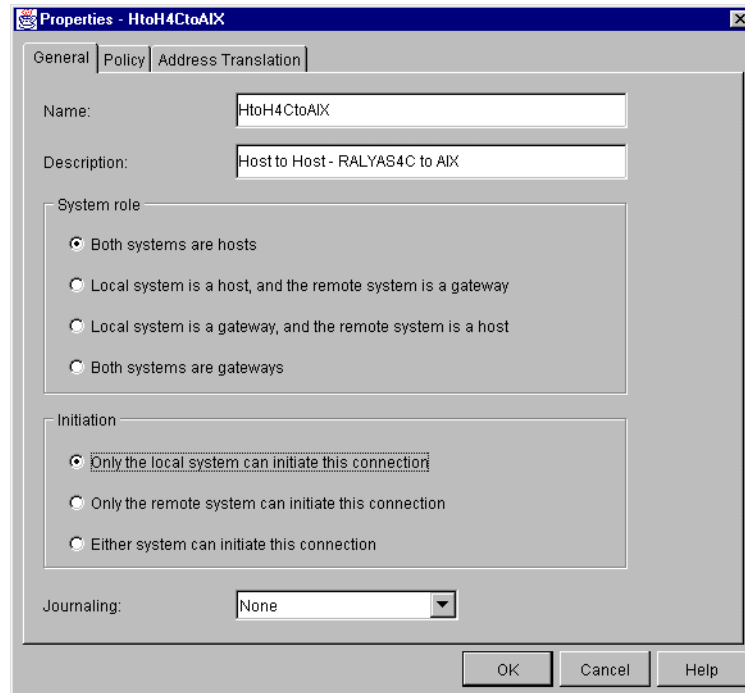 Properties - HtoH4CtoAIX
General Policy Address Translation
Name: HtoH4CtoAIX
Description: Host to Host - RALYAS4C to AIX
System role
Both systems are hosts
Local system is a host, and the remote system is a gateway
Local system is a gateway, and the remote system is a host
Both systems are gateways
Initiation
Only the local system can initiate this connection
Only the remote system can initiate this connection
Either system can initiate this connection
Journaling: None
OK Cancel Help